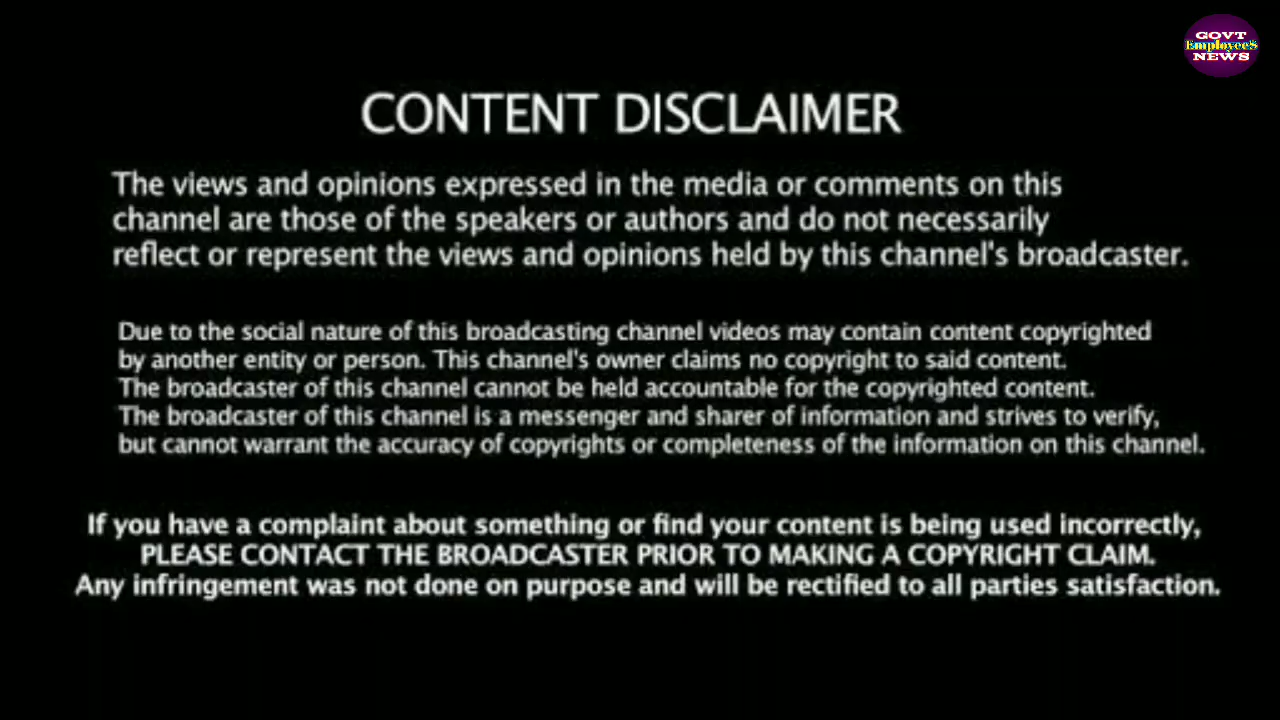 GOVT
EmployeeS
NEWS
CONTENT DISCLAIMER
The views and opinions expressed in the media or comments on this
channel are those of the speakers or authors and do not necessarily
reflect or represent the views and opinions held by this channel's broadcaster.
Due to the social nature of this broadcasting channel videos may contain content copyrighted
by another entity or person. This channel's owner claims no copyright to said content.
The broadcaster of this channel cannot be held accountable for the copyrighted content.
The broadcaster of this channel is a messenger and sharer of information and strives to verify,
but cannot warrant the accuracy of copyrights or completeness of the information on this channel.
If you have a complaint about something or find your content is being used incorrectly,
PLEASE CONTACT THE BROADCASTER PRIOR TO MAKING A COPYRIGHT CLAIM.
Any infringement was not done on purpose and will be rectified to all parties satisfaction.